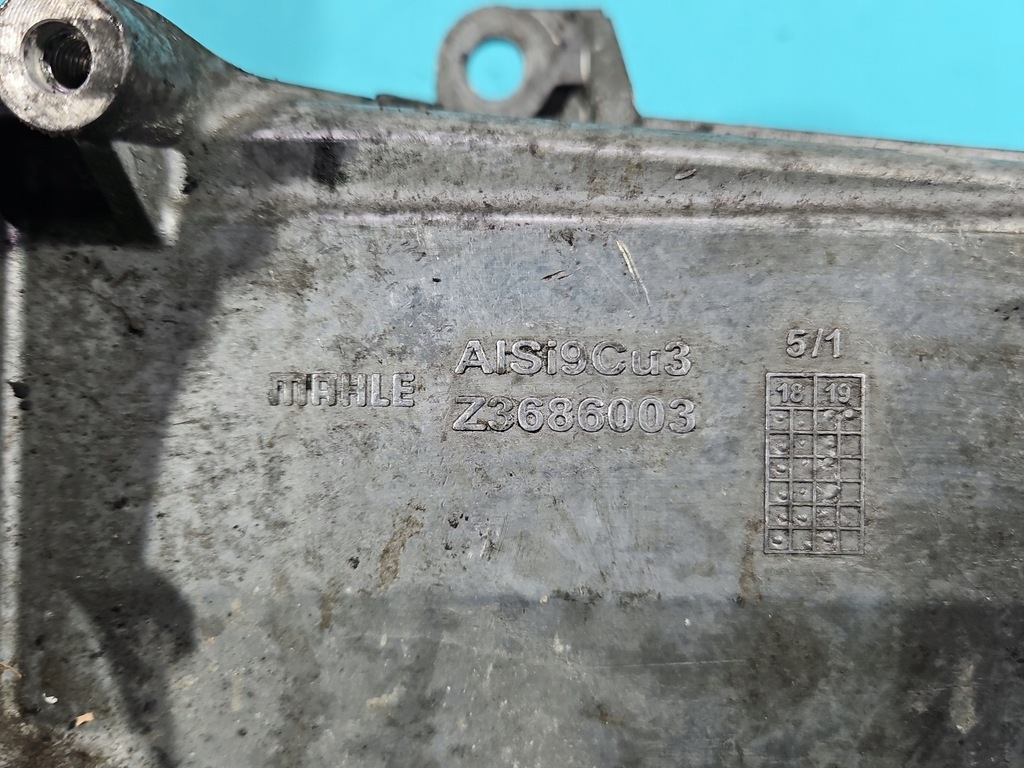 MAHLE
AlSi9Cu3
Z3686003
5/1
18 19